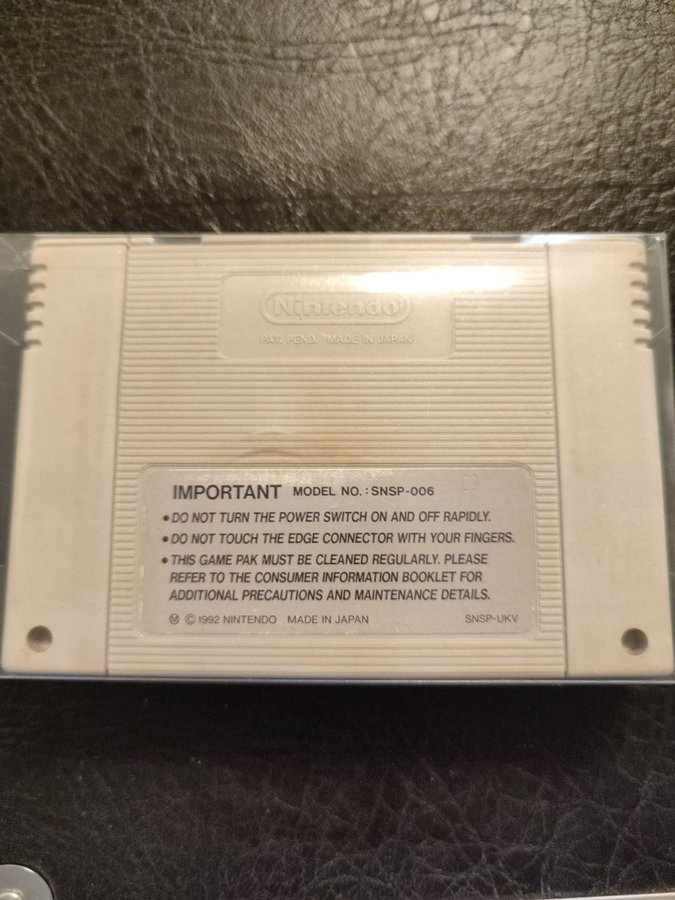 Nintendo
PAT. PEND. MADE IN JAPAN
IMPORTANT MODEL NO. : SNSP-006
• DO NOT TURN THE POWER SWITCH ON AND OFF RAPIDLY.
• DO NOT TOUCH THE EDGE CONNECTOR WITH YOUR FINGERS.
• THIS GAME PAK MUST BE CLEANED REGULARLY. PLEASE
REFER TO THE CONSUMER INFORMATION BOOKLET FOR
ADDITIONAL PRECAUTIONS AND MAINTENANCE DETAILS.
Ⓜ © 1992 NINTENDO MADE IN JAPAN SNSP-UKV